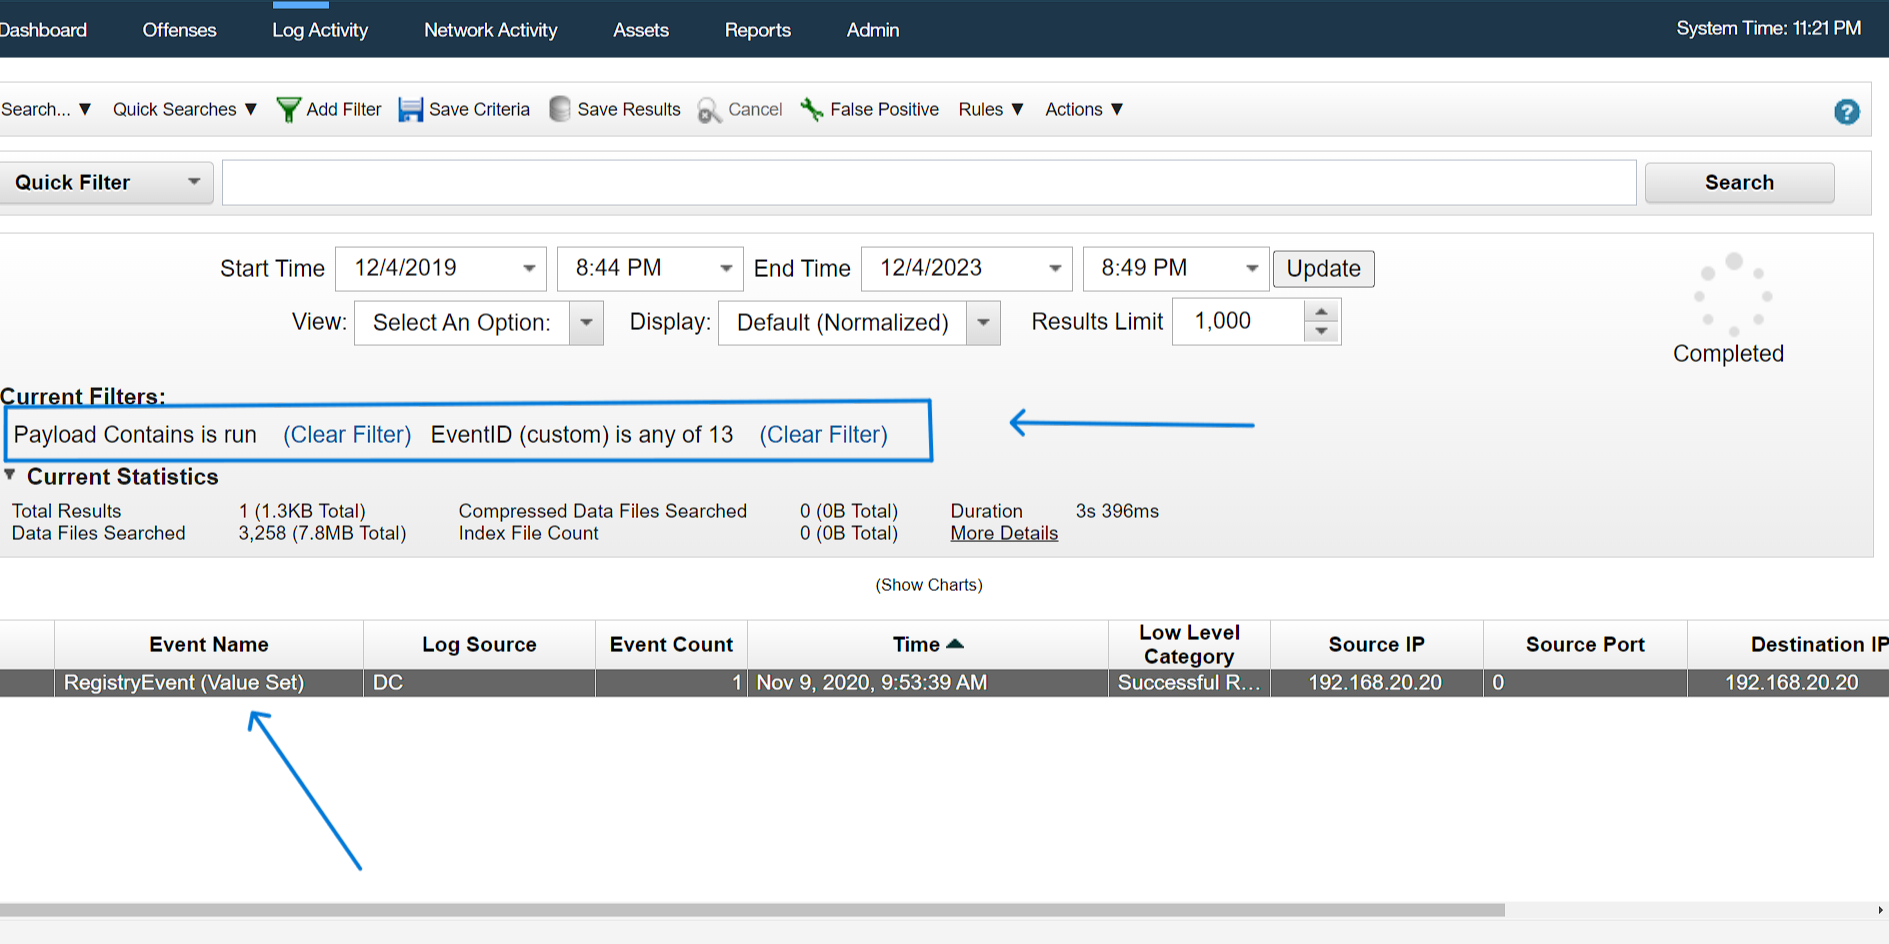 Dashboard Offenses Log Activity Network Activity Assets Reports Admin System Time: 11:21 PM
Search... ▼ Quick Searches ▼ Add Filter Save Criteria Save Results Cancel False Positive Rules ▼ Actions ▼ ?
Quick Filter Search
Start Time 12/4/2019 8:44 PM End Time 12/4/2023 8:49 PM Update
View: Select An Option: Display: Default (Normalized) Results Limit 1,000
Completed
Current Filters:
Payload Contains is run (Clear Filter) EventID (custom) is any of 13 (Clear Filter)
▼ Current Statistics
Total Results 1 (1.3KB Total) Compressed Data Files Searched 0 (0B Total) Duration 3s 396ms
Data Files Searched 3,258 (7.8MB Total) Index File Count 0 (0B Total) More Details
(Show Charts)
Event Name Log Source Event Count Time Low Level Category Source IP Source Port Destination IP
RegistryEvent (Value Set) DC 1 Nov 9, 2020, 9:53:39 AM Successful R... 192.168.20.20 0 192.168.20.20